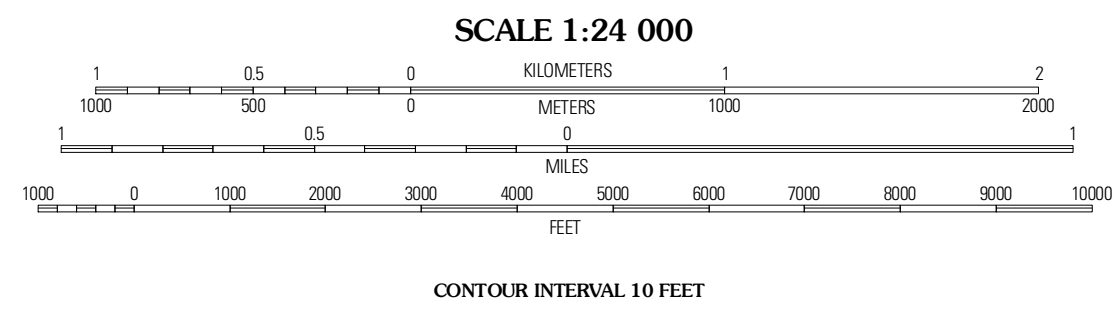 SCALE 1:24 000
1 0.5 0 KILOMETERS 1 2
1000 500 0 METERS 1000 2000
1 0.5 0 1
MILES
1000 0 1000 2000 3000 4000 5000 6000 7000 8000 9000 10000
FEET
CONTOUR INTERVAL 10 FEET